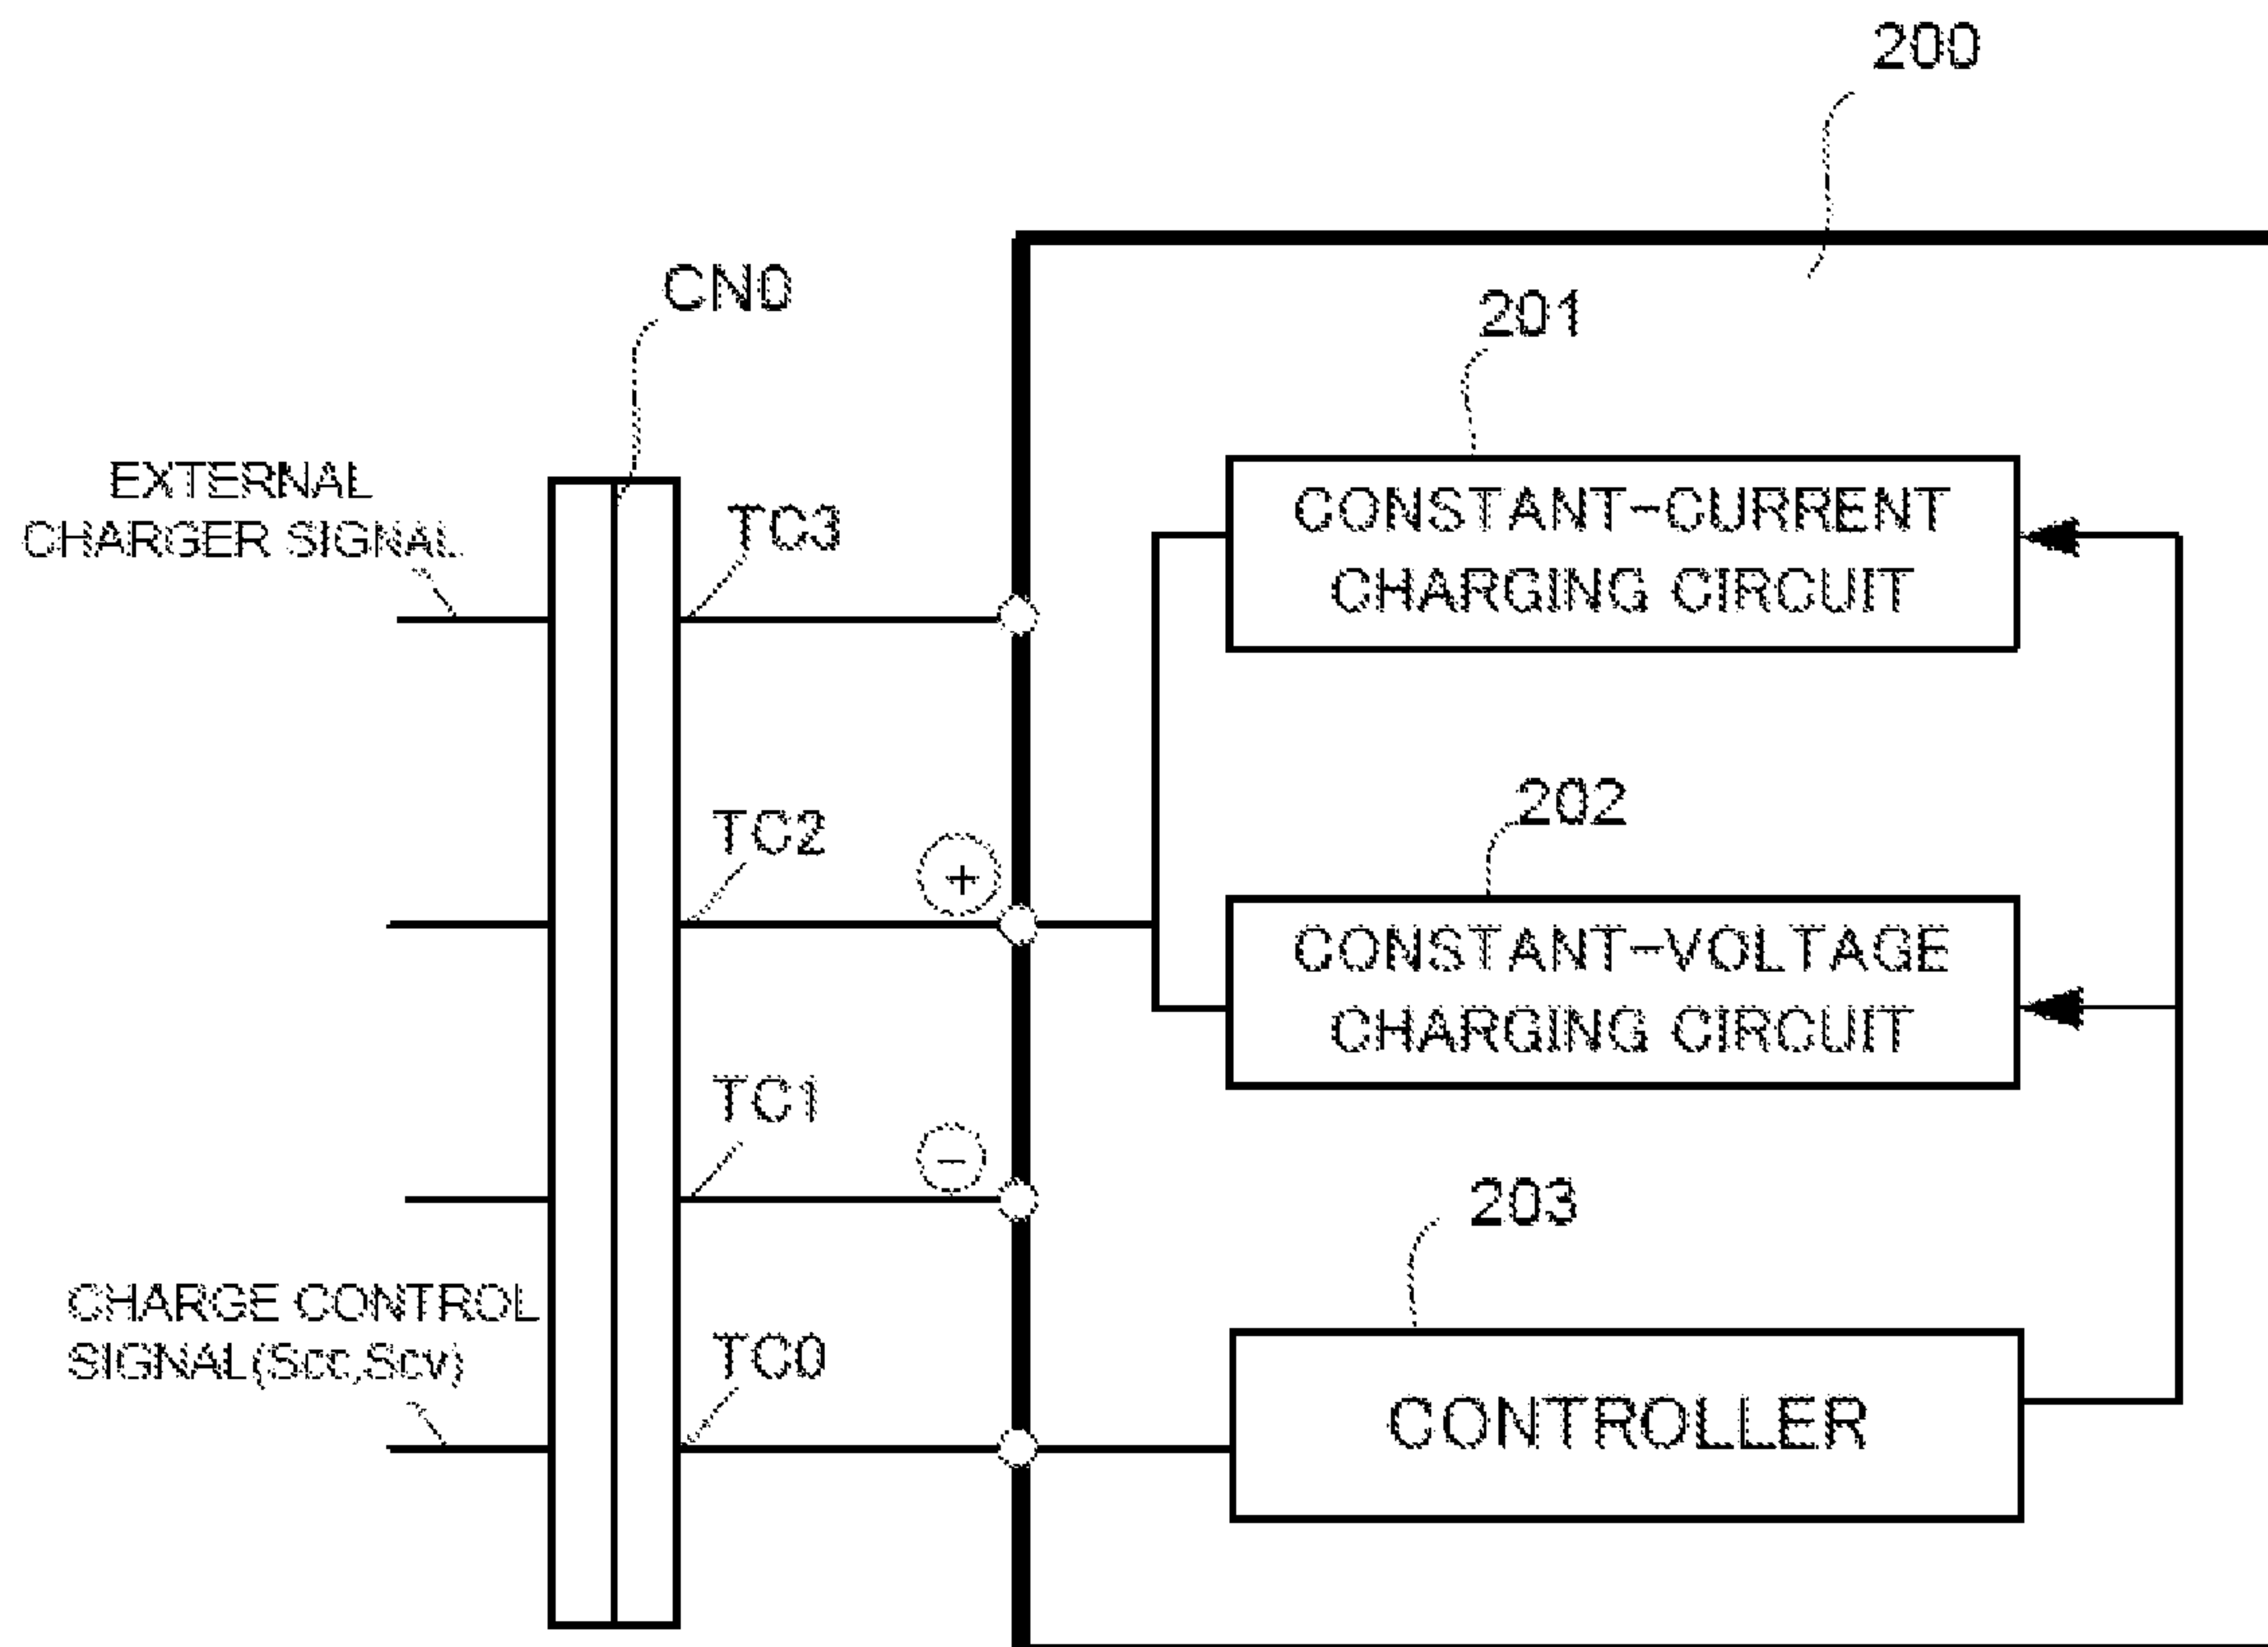 200
CN0
201
EXTERNAL
CHARGER SIGNAL
TC3
CONSTANT-CURRENT
CHARGING CIRCUIT
TC2
+
202
CONSTANT-VOLTAGE
CHARGING CIRCUIT
TC1
−
203
CHARGE CONTROL
SIGNAL(Scc,Scv)
TC0
CONTROLLER